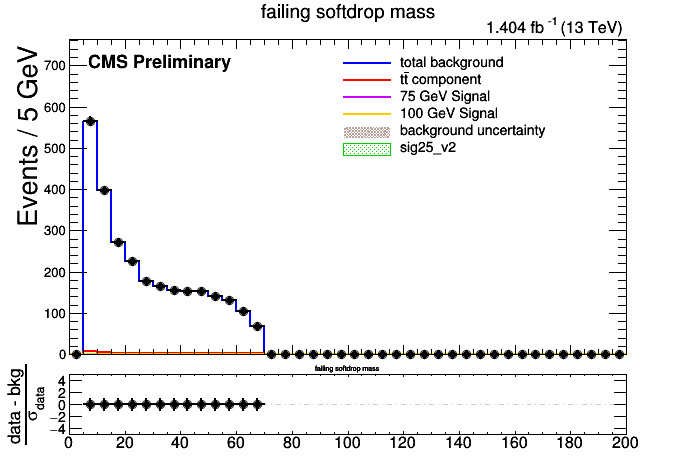 failing softdrop mass
1.404 fb⁻¹ (13 TeV)
CMS Preliminary
total background
tt̄ component
75 GeV Signal
100 GeV Signal
background uncertainty
sig25_v2
Events / 5 GeV
700
600
500
400
300
200
100
0
failing softdrop mass
data - bkg
σ data
4
2
0
−2
−4
0 20 40 60 80 100 120 140 160 180 200